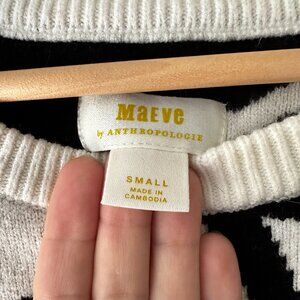 MaEVe
by ANTHROPOLOGIE
SMALL
MADE IN
CAMBODIA